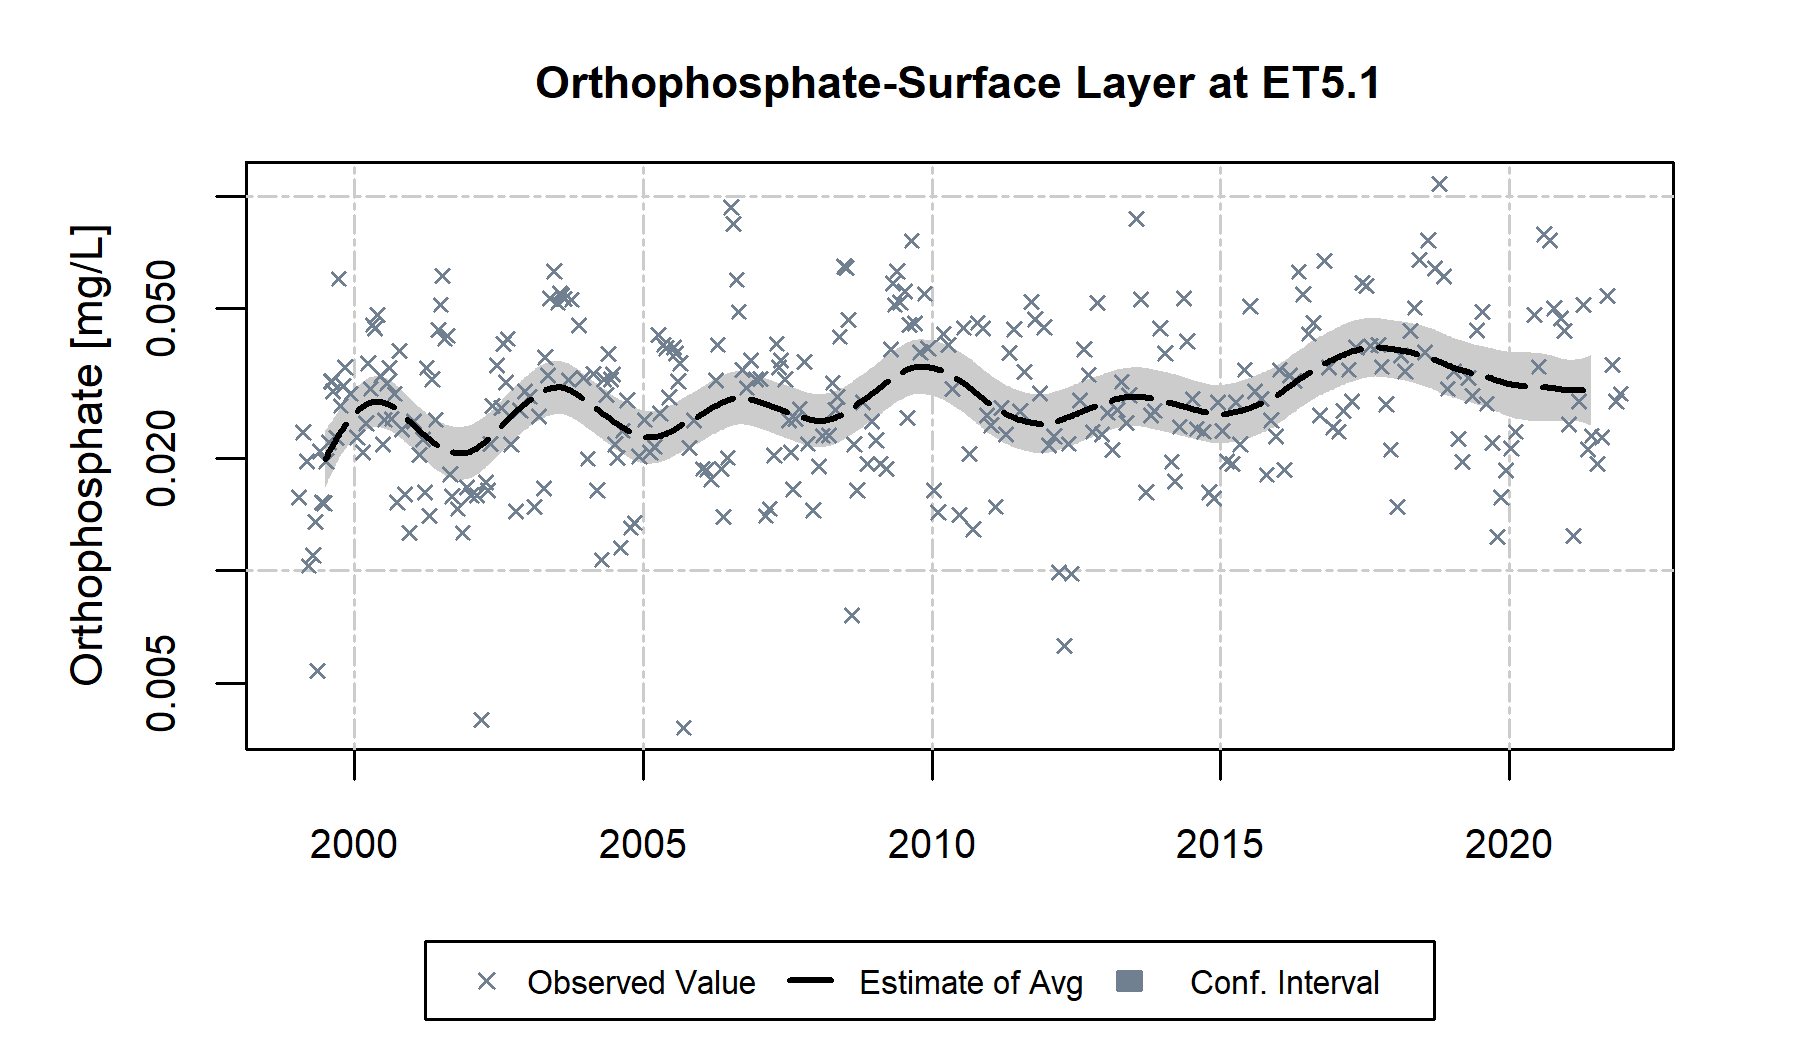 Orthophosphate-Surface Layer at ET5.1
Orthophosphate [mg/L]
0.050
0.020
0.005
2000 2005 2010 2015 2020
Observed Value Estimate of Avg Conf. Interval